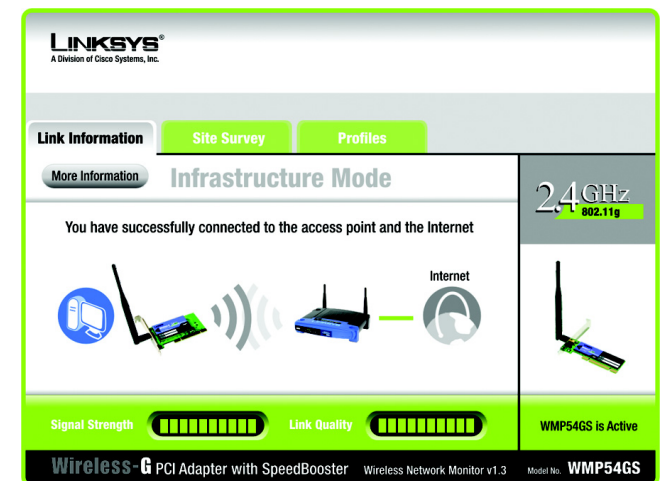 LINKSYS®
A Division of Cisco Systems, Inc.
Link Information
Site Survey
Profiles
More Information
Infrastructure Mode
2.4GHz
802.11g
You have successfully connected to the access point and the Internet
Internet
Signal Strength
Link Quality
WMP54GS is Active
Wireless-G PCI Adapter with SpeedBooster Wireless Network Monitor v1.3 Model No. WMP54GS